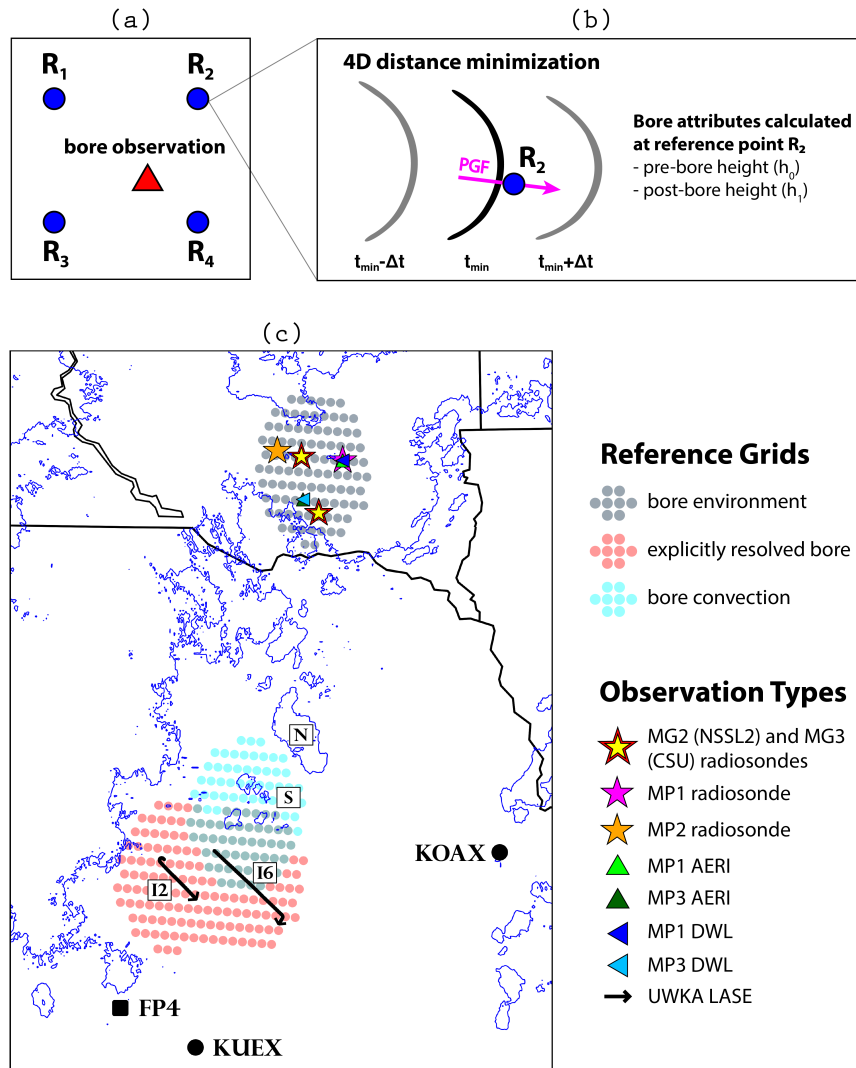 (a)
R₁
R₂
bore observation
R₃
R₄
(b)
4D distance minimization
PGF
R₂
tmin-Δt
tmin
tmin+Δt
Bore attributes calculated
at reference point R₂
- pre-bore height (h₀)
- post-bore height (h₁)
(c)
N
S
I2
I6
KOAX
FP4
KUEX
Reference Grids
bore environment
explicitly resolved bore
bore convection
Observation Types
MG2 (NSSL2) and MG3
(CSU) radiosondes
MP1 radiosonde
MP2 radiosonde
MP1 AERI
MP3 AERI
MP1 DWL
MP3 DWL
UWKA LASE